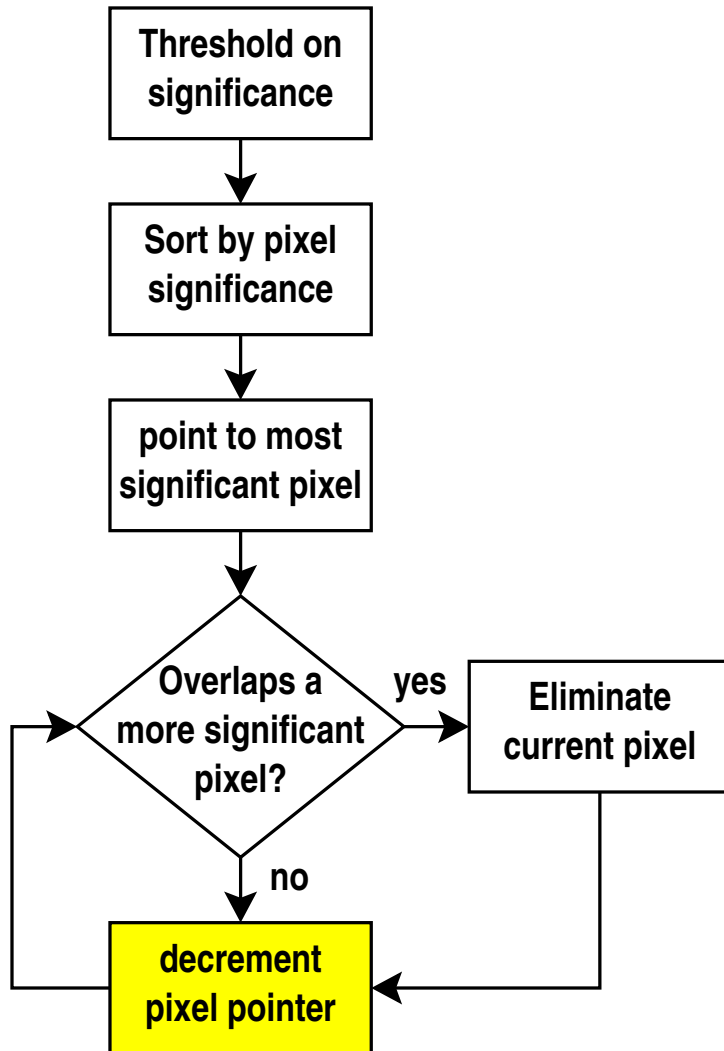 Threshold on
significance
Sort by pixel
significance
point to most
significant pixel
Overlaps a
more significant
pixel?
yes
Eliminate
current pixel
no
decrement
pixel pointer